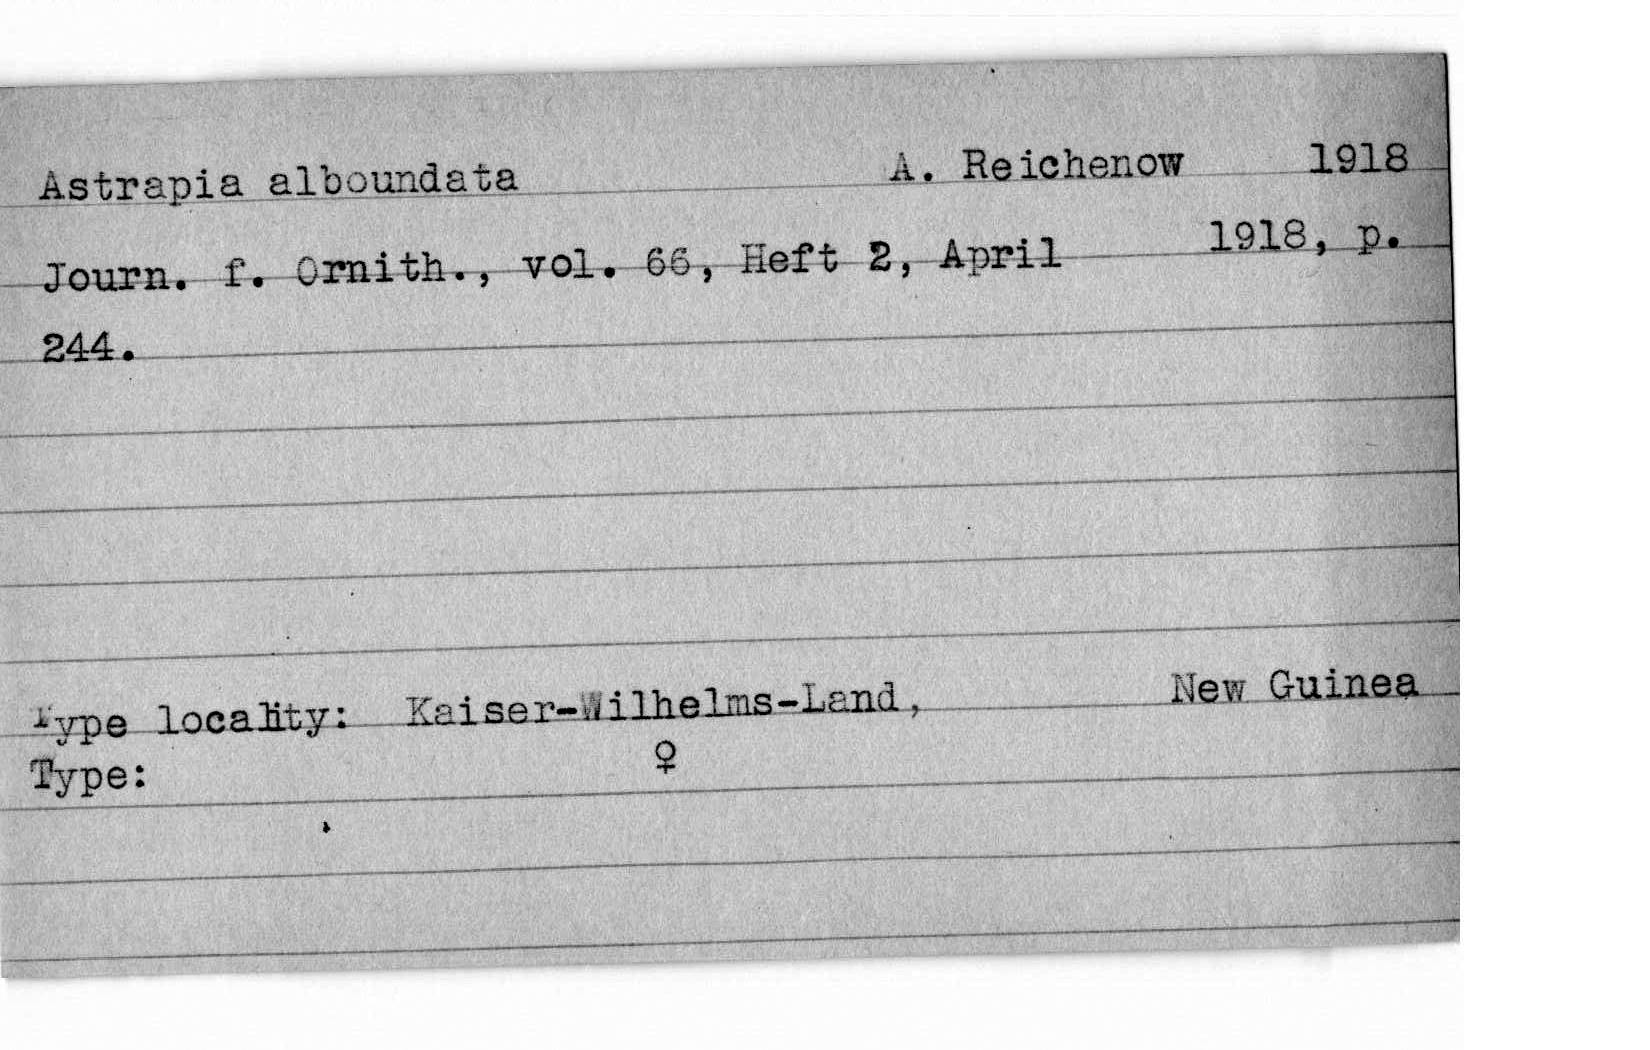 Astrapia alboundata A. Reichenow 1918
Journ. f. Ornith., vol. 66, Heft 2, April 1918, p.
244.
Type locality: Kaiser-Wilhelms-Land, New Guinea
Type: ♀